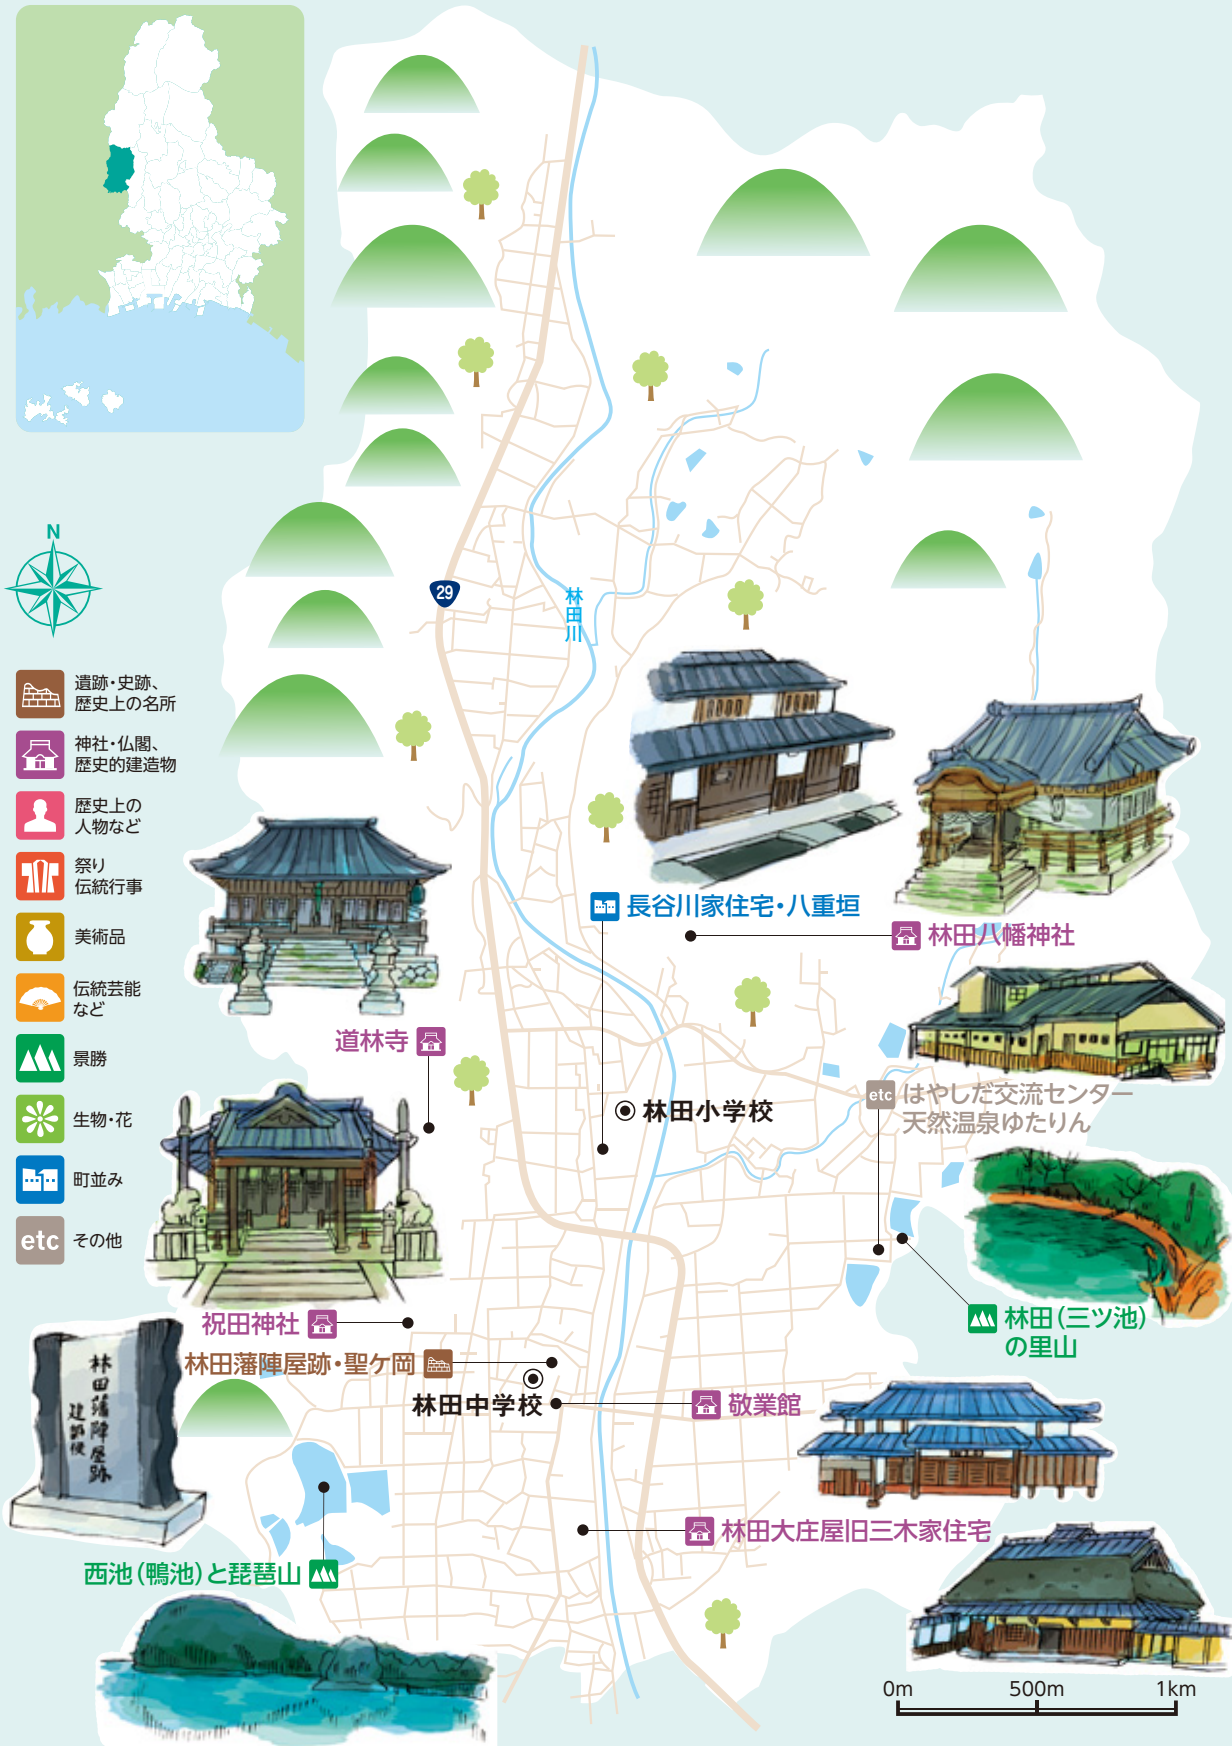 N
29
林田川
遺跡・史跡、
歴史上の名所
神社・仏閣、
歴史的建造物
歴史上の
人物など
祭り
伝統行事
美術品
伝統芸能
など
景勝
生物・花
町並み
etc
その他
長谷川家住宅・八重垣
林田八幡神社
道林寺
林田小学校
etc
はやしだ交流センター
天然温泉ゆたりん
祝田神社
林田(三ツ池)
の里山
林田藩陣屋跡・聖ケ岡
林田中学校
敬業館
林田藩陣屋跡
建部優
林田大庄屋旧三木家住宅
西池(鴨池)と琵琶山
0m
500m
1km